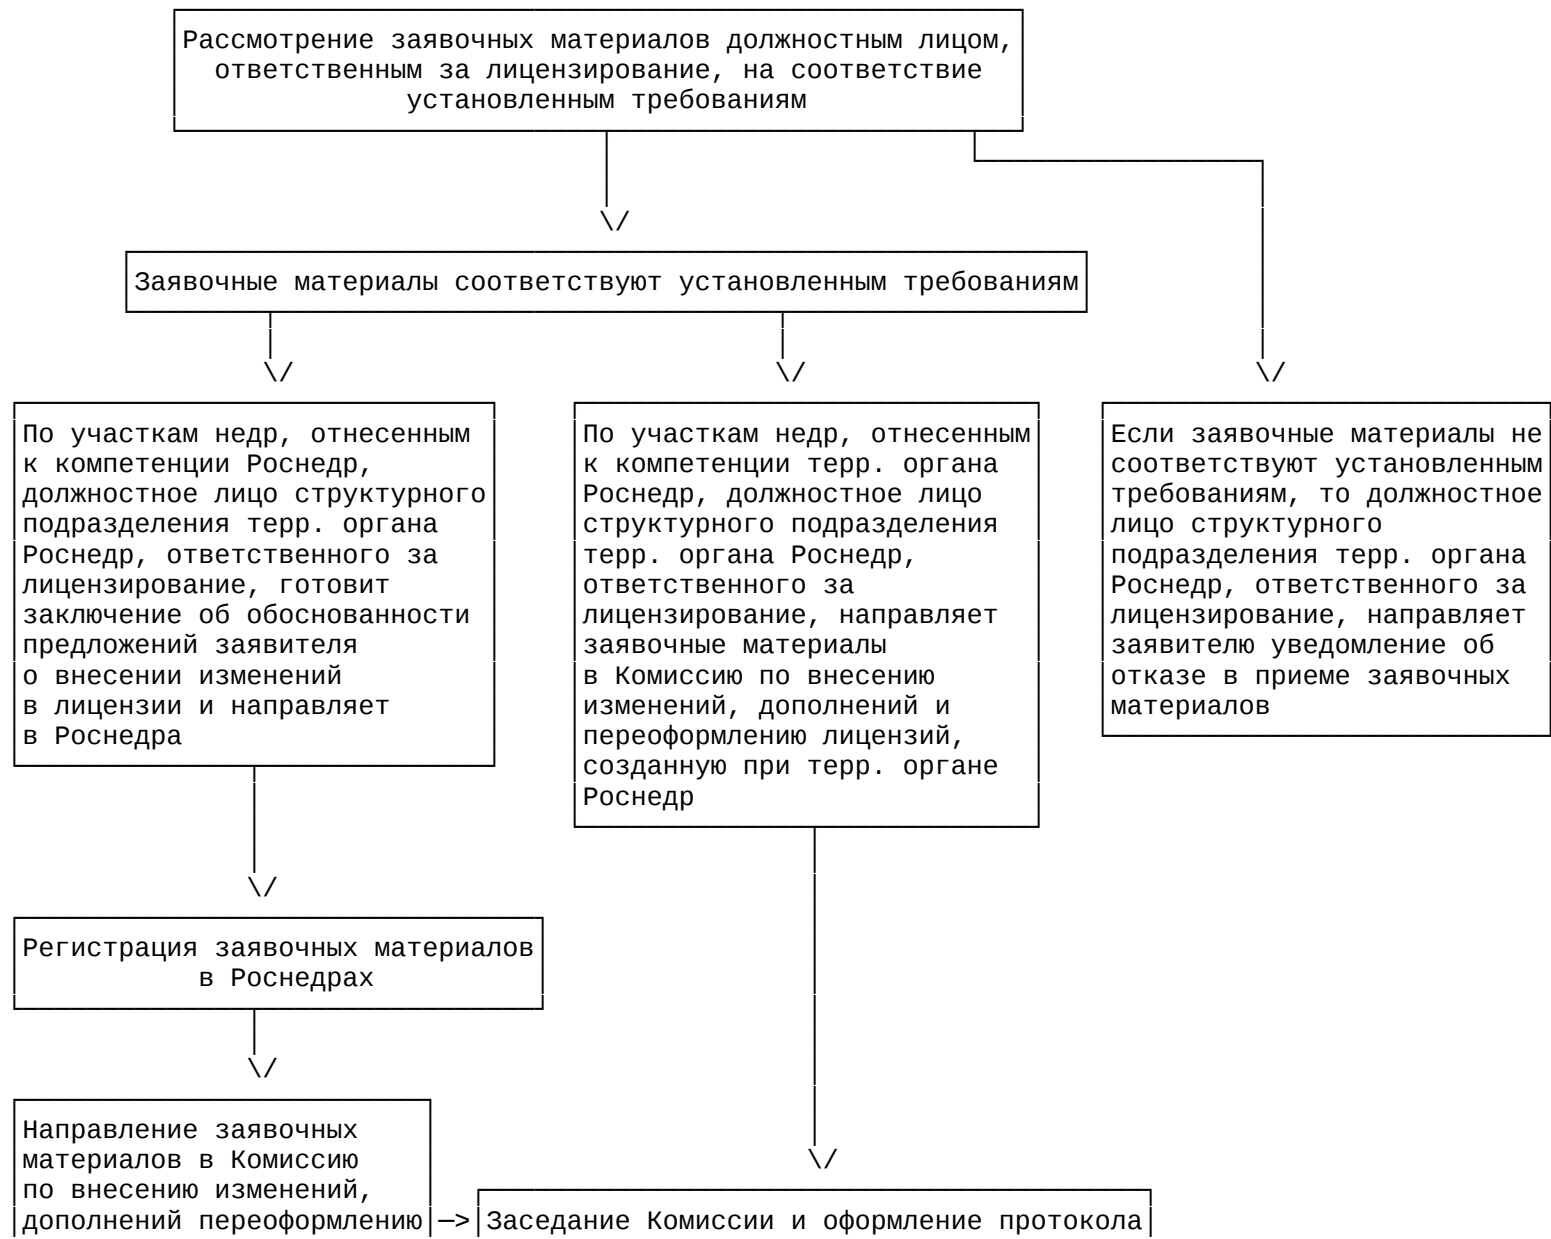 Рассмотрение заявочных материалов должностным лицом,
ответственным за лицензирование, на соответствие
установленным требованиям
Заявочные материалы соответствуют установленным требованиям
По участкам недр, отнесенным
к компетенции Роснедр,
должностное лицо структурного
подразделения терр. органа
Роснедр, ответственного за
лицензирование, готовит
заключение об обоснованности
предложений заявителя
о внесении изменений
в лицензии и направляет
в Роснедра
По участкам недр, отнесенным
к компетенции терр. органа
Роснедр, должностное лицо
структурного подразделения
терр. органа Роснедр,
ответственного за
лицензирование, направляет
заявочные материалы
в Комиссию по внесению
изменений, дополнений и
переоформлению лицензий,
созданную при терр. органе
Роснедр
Если заявочные материалы не
соответствуют установленным
требованиям, то должностное
лицо структурного
подразделения терр. органа
Роснедр, ответственного за
лицензирование, направляет
заявителю уведомление об
отказе в приеме заявочных
материалов
Регистрация заявочных материалов
в Роснедрах
Направление заявочных
материалов в Комиссию
по внесению изменений,
дополнений переоформлению
Заседание Комиссии и оформление протокола